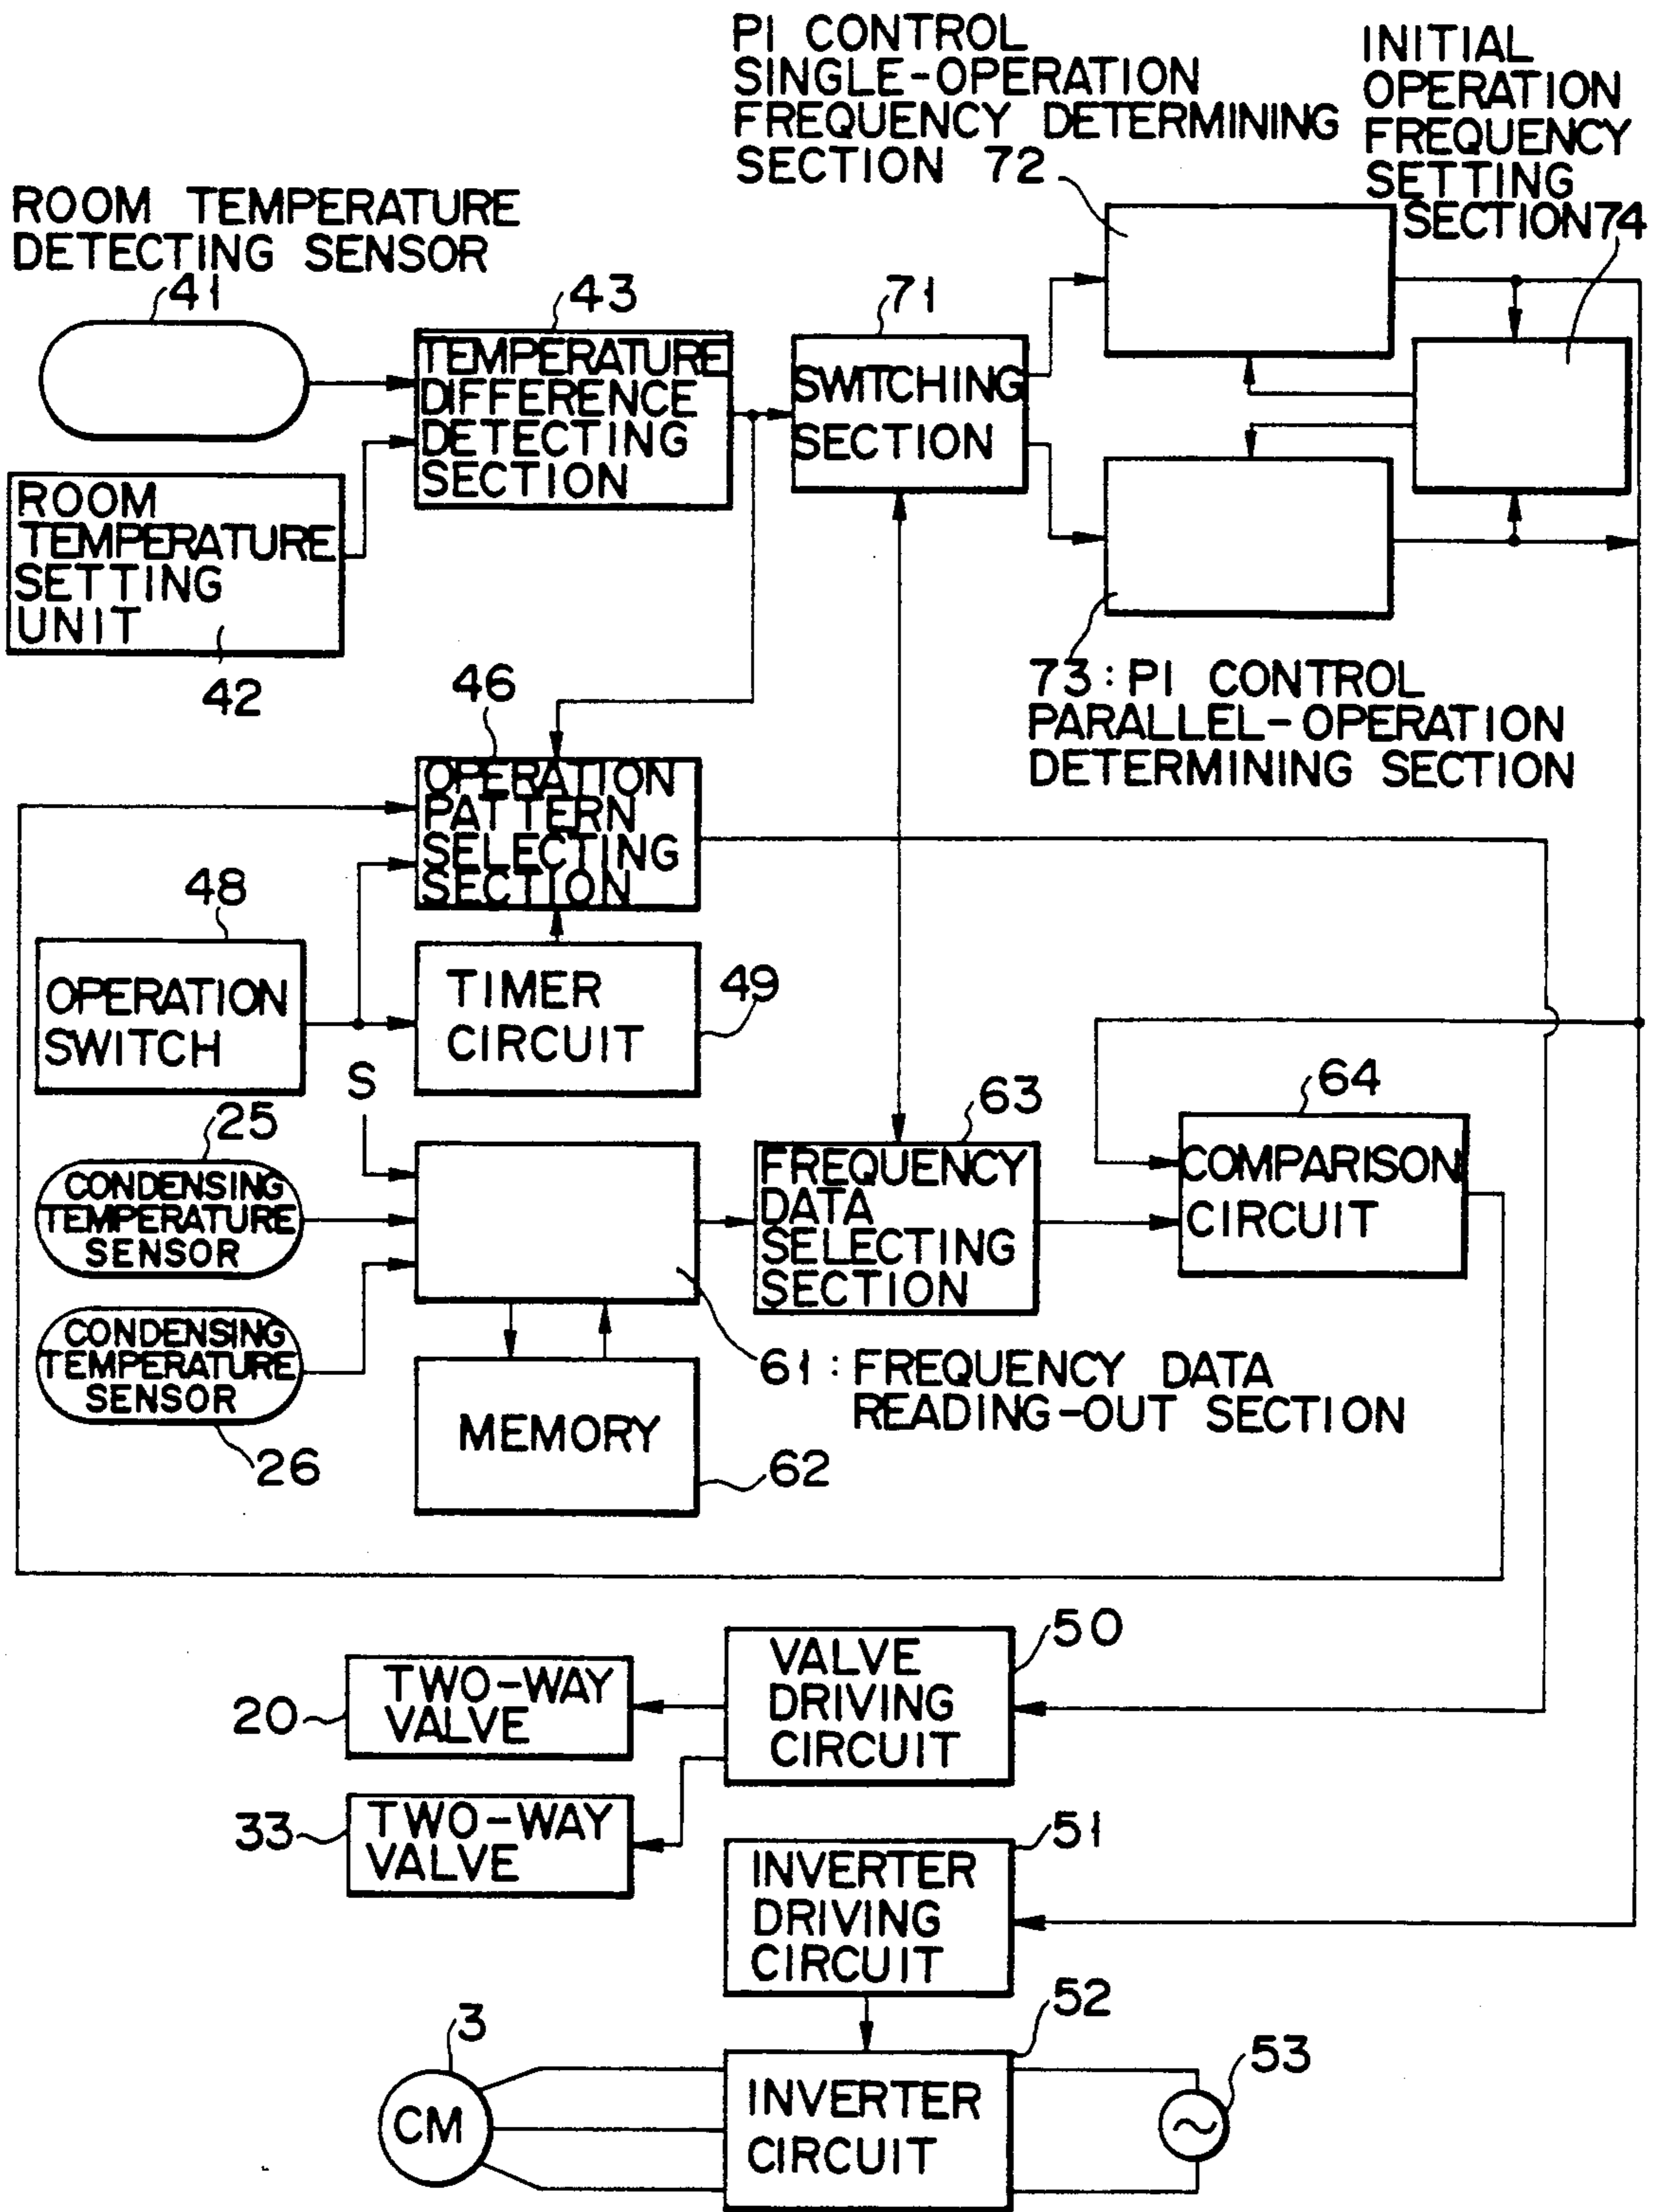 PI CONTROL
SINGLE-OPERATION
FREQUENCY DETERMINING
SECTION 72
INITIAL
OPERATION
FREQUENCY
SETTING
SECTION 74
ROOM TEMPERATURE
DETECTING SENSOR
41
43
71
TEMPERATURE
DIFFERENCE
DETECTING
SECTION
SWITCHING
SECTION
ROOM
TEMPERATURE
SETTING
UNIT
42
73: PI CONTROL
PARALLEL-OPERATION
DETERMINING SECTION
46
OPERATION
PATTERN
SELECTING
SECTION
48
OPERATION
SWITCH
TIMER
CIRCUIT
49
S
25
CONDENSING
TEMPERATURE
SENSOR
63
FREQUENCY
DATA
SELECTING
SECTION
64
COMPARISON
CIRCUIT
CONDENSING
TEMPERATURE
SENSOR
26
61: FREQUENCY DATA
READING-OUT SECTION
MEMORY
62
50
VALVE
DRIVING
CIRCUIT
20
TWO-WAY
VALVE
33
TWO-WAY
VALVE
51
INVERTER
DRIVING
CIRCUIT
52
3
CM
INVERTER
CIRCUIT
53